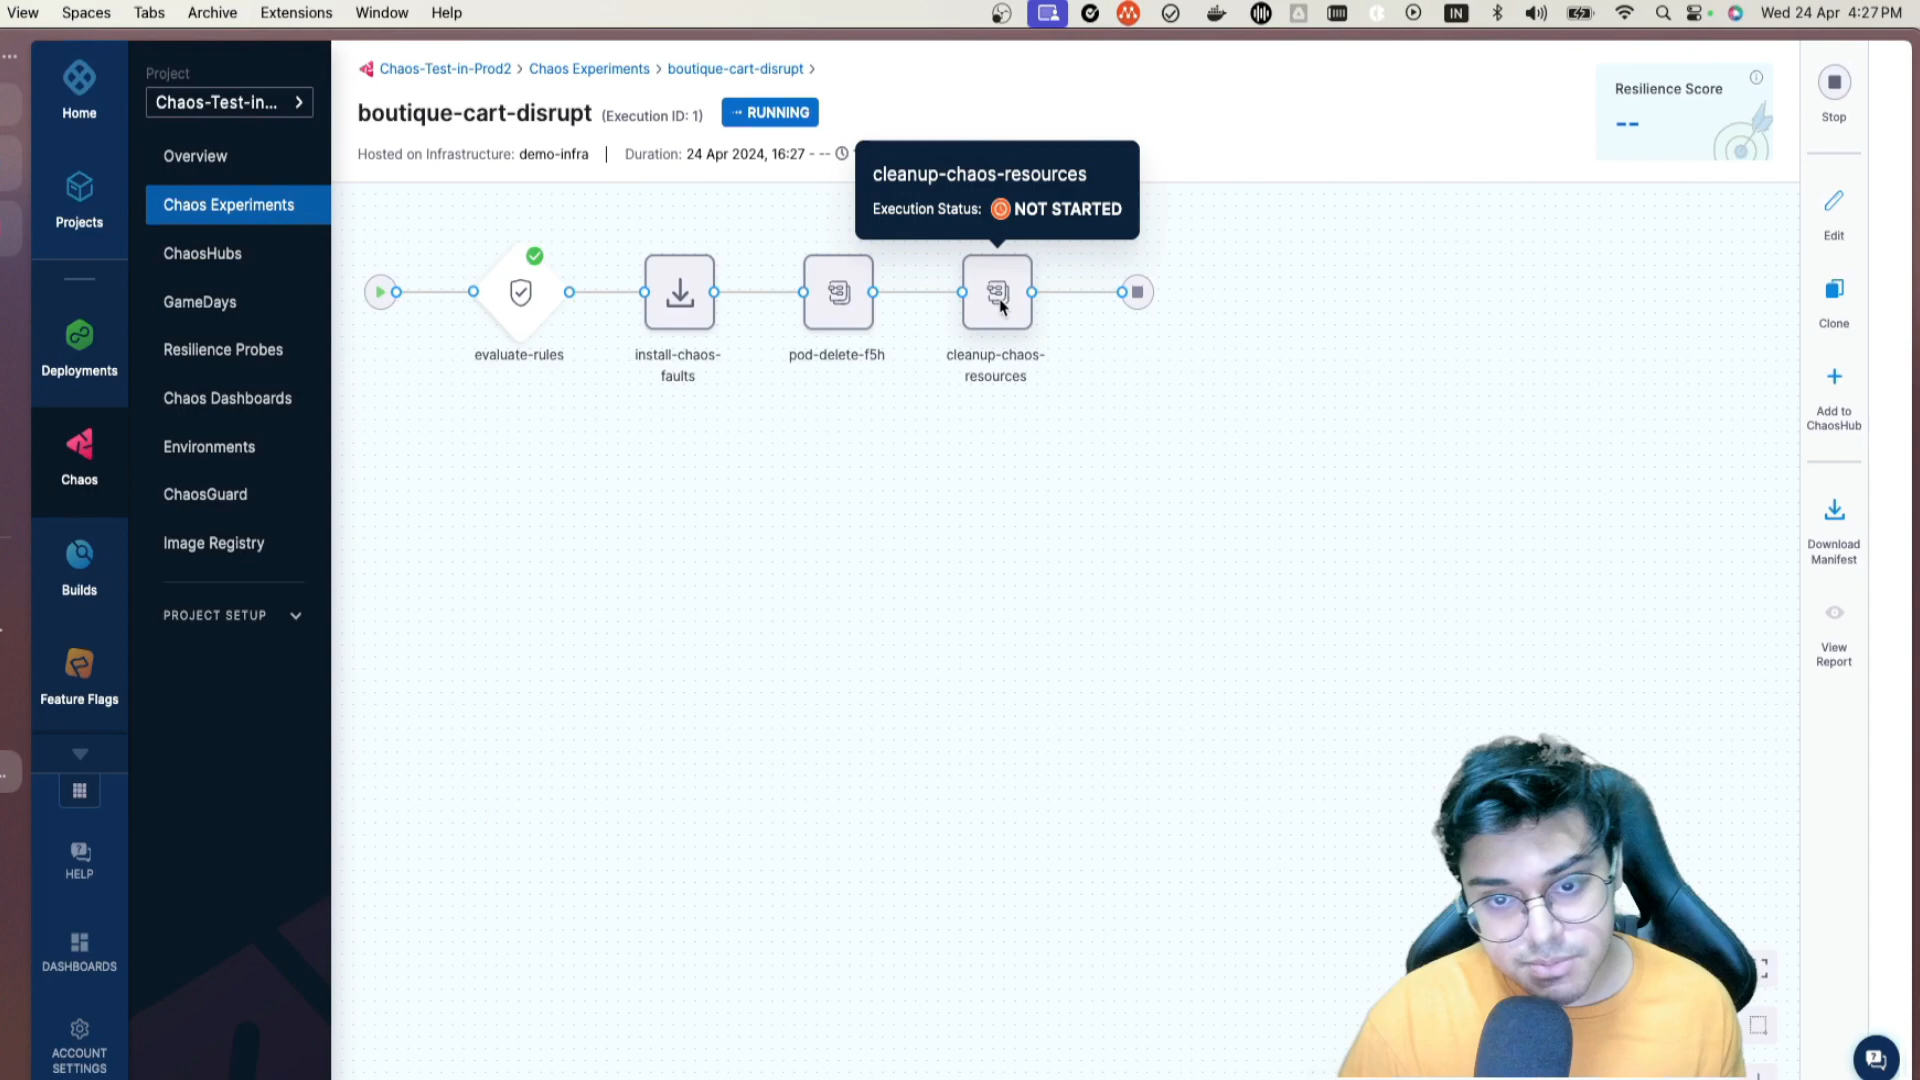 View Spaces Tabs Archive Extensions Window Help
IN
Wed 24 Apr 4:27 PM
Home
Projects
Deployments
Chaos
Builds
Feature Flags
HELP
DASHBOARDS
ACCOUNT
SETTINGS
Project
Chaos-Test-in...
Overview
Chaos Experiments
ChaosHubs
GameDays
Resilience Probes
Chaos Dashboards
Environments
ChaosGuard
Image Registry
PROJECT SETUP
Chaos-Test-in-Prod2 > Chaos Experiments > boutique-cart-disrupt >
boutique-cart-disrupt (Execution ID: 1) RUNNING
Hosted on Infrastructure: demo-infra | Duration: 24 Apr 2024, 16:27 - --
cleanup-chaos-resources
Execution Status: NOT STARTED
evaluate-rules
install-chaos-
faults
pod-delete-f5h
cleanup-chaos-
resources
Resilience Score
--
Stop
Edit
Clone
Add to
ChaosHub
Download
Manifest
View
Report